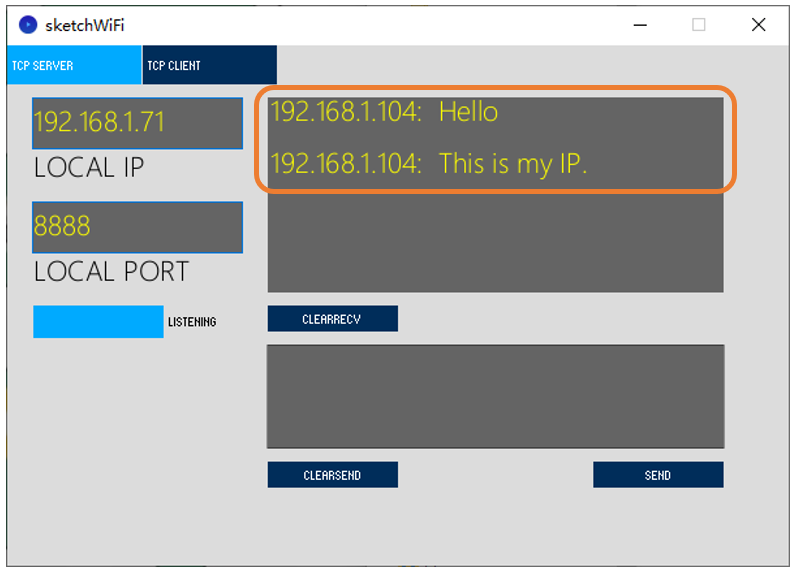 sketchWiFi
TCP SERVER
TCP CLIENT
192.168.1.71
LOCAL IP
8888
LOCAL PORT
LISTENING
192.168.1.104: Hello
192.168.1.104: This is my IP.
CLEARRECV
CLEARSEND
SEND